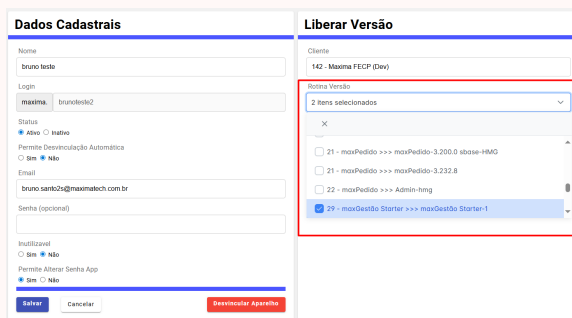 Dados Cadastrais
Nome
bruno teste
Login
maxima. brunoteste2
Status
Ativo Inativo
Permite Desvinculação Automática
Sim Não
Email
bruno.santo2s@maximatech.com.br
Senha (opcional)
Inutilizavel
Sim Não
Permite Alterar Senha App
Sim Não
Salvar Cancelar Desvincular Aparelho
Liberar Versão
Cliente
142 - Maxima FECP (Dev)
Rotina Versão
2 itens selecionados
21 - maxPedido >>> maxPedido-3.200.0 sbase-HMG
21 - maxPedido >>> maxPedido-3.232.8
22 - maxPedido >>> Admin-hmg
29 - maxGestão Starter >>> maxGestão Starter-1